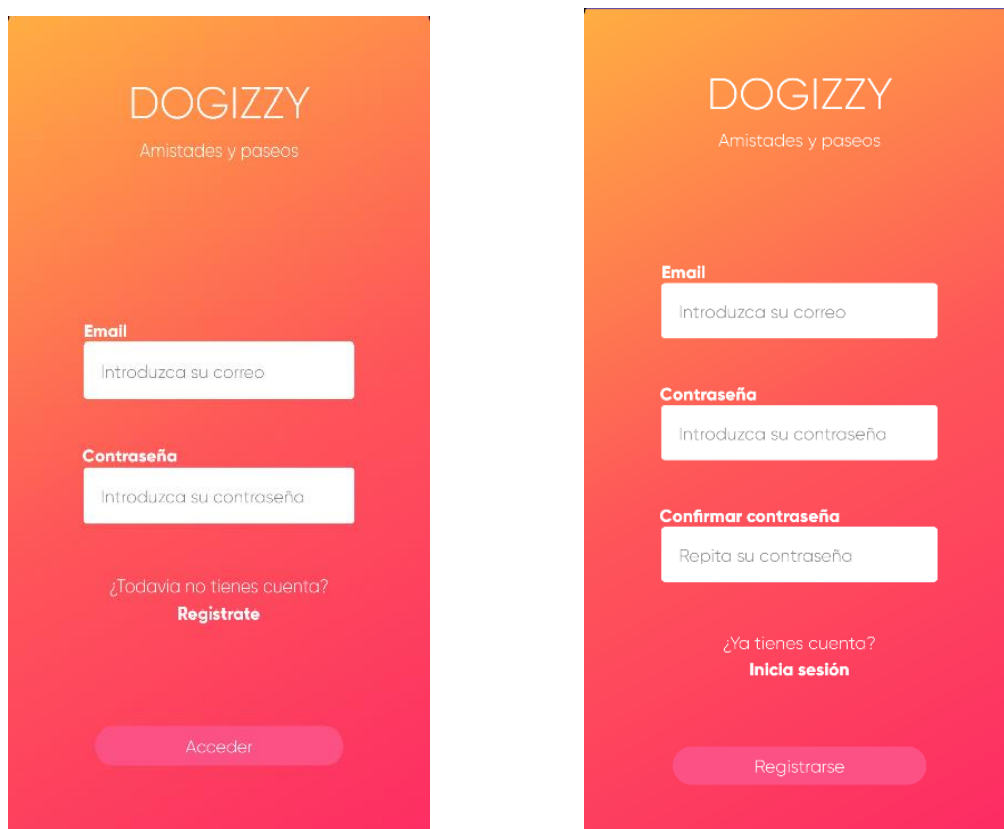 DOGIZZY
Amistades y paseos
Email
Introduzca su correo
Contraseña
Introduzca su contraseña
¿Todavia no tienes cuenta?
Registrate
Acceder
DOGIZZY
Amistades y paseos
Email
Introduzca su correo
Contraseña
Introduzca su contraseña
Confirmar contraseña
Repita su contraseña
¿Ya tienes cuenta?
Inicia sesión
Registrarse